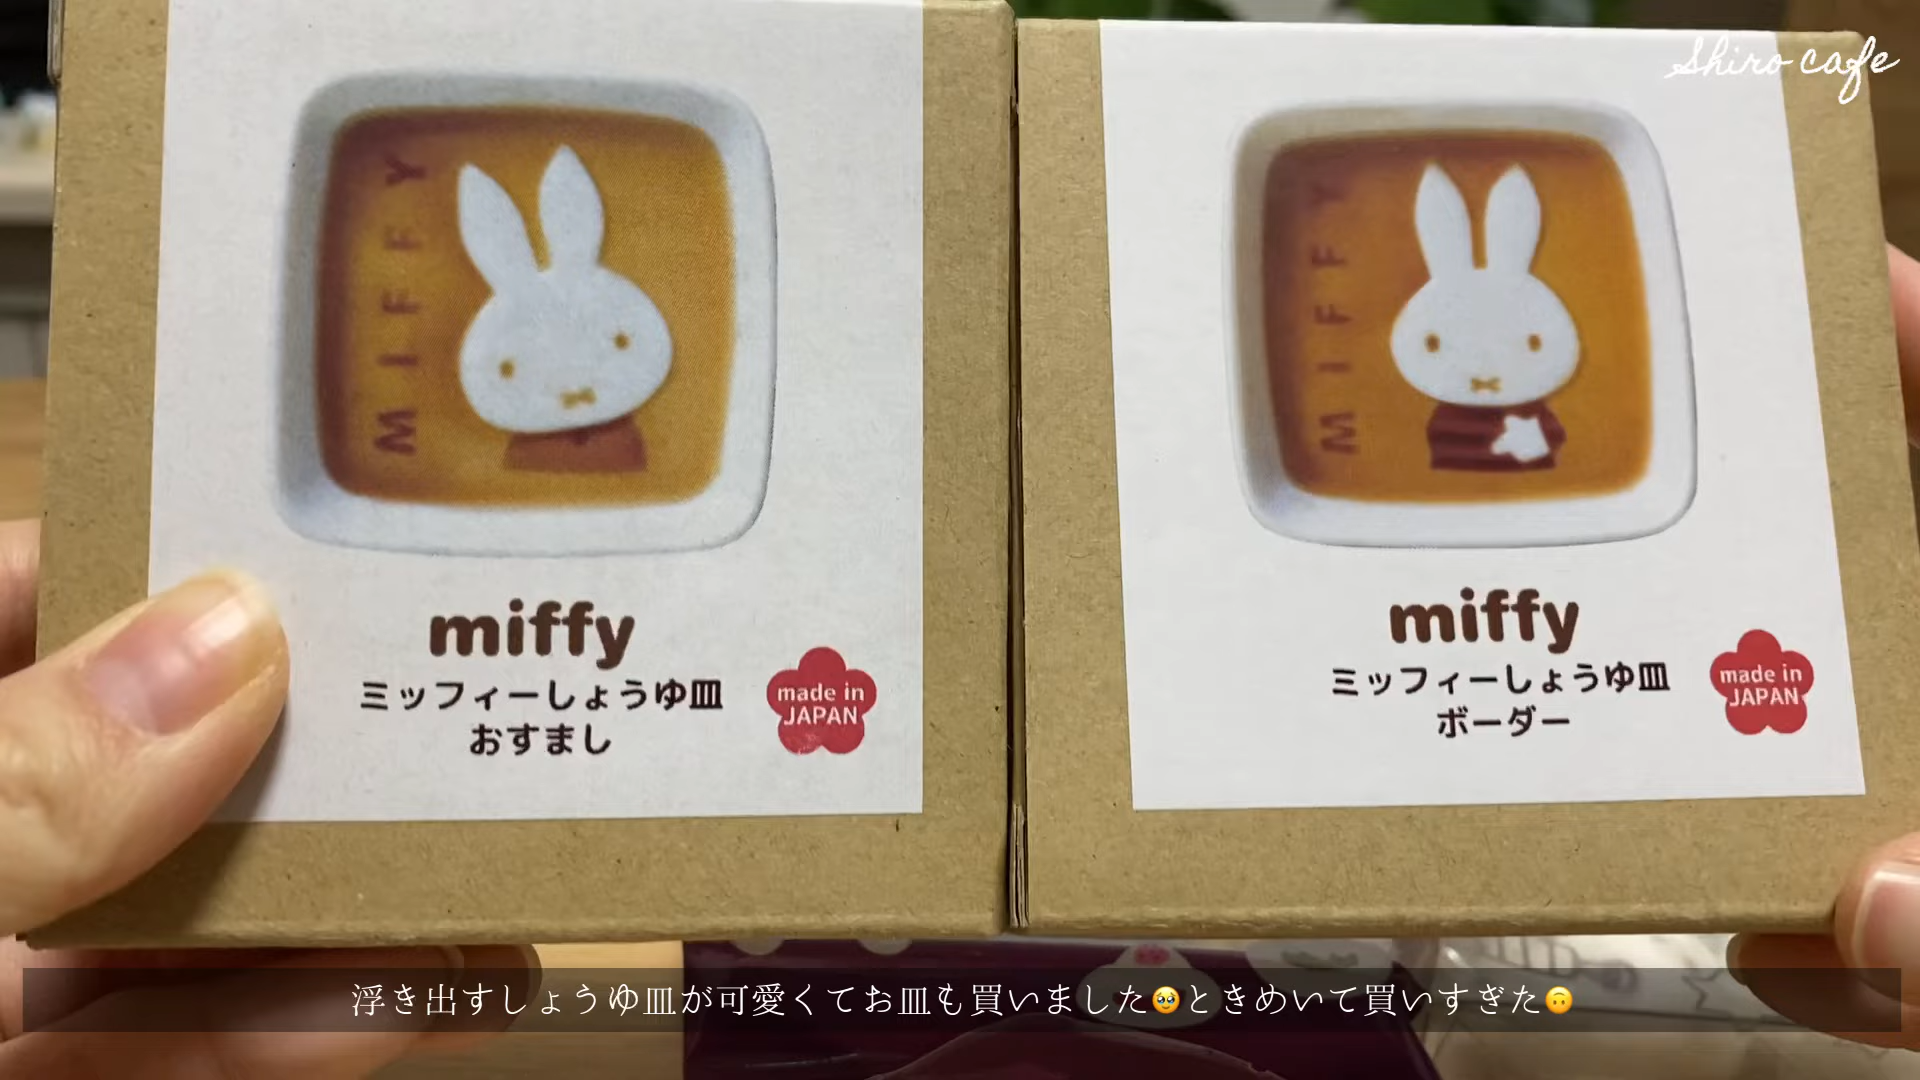 Shiro cafe
MIFFY
miffy
ミッフィーしょうゆ皿
おすまし
made in
JAPAN
MIFFY
miffy
ミッフィーしょうゆ皿
ボーダー
made in
JAPAN
浮き出すしょうゆ皿が可愛くてお皿も買いました🥹ときめいて買いすぎた🙃